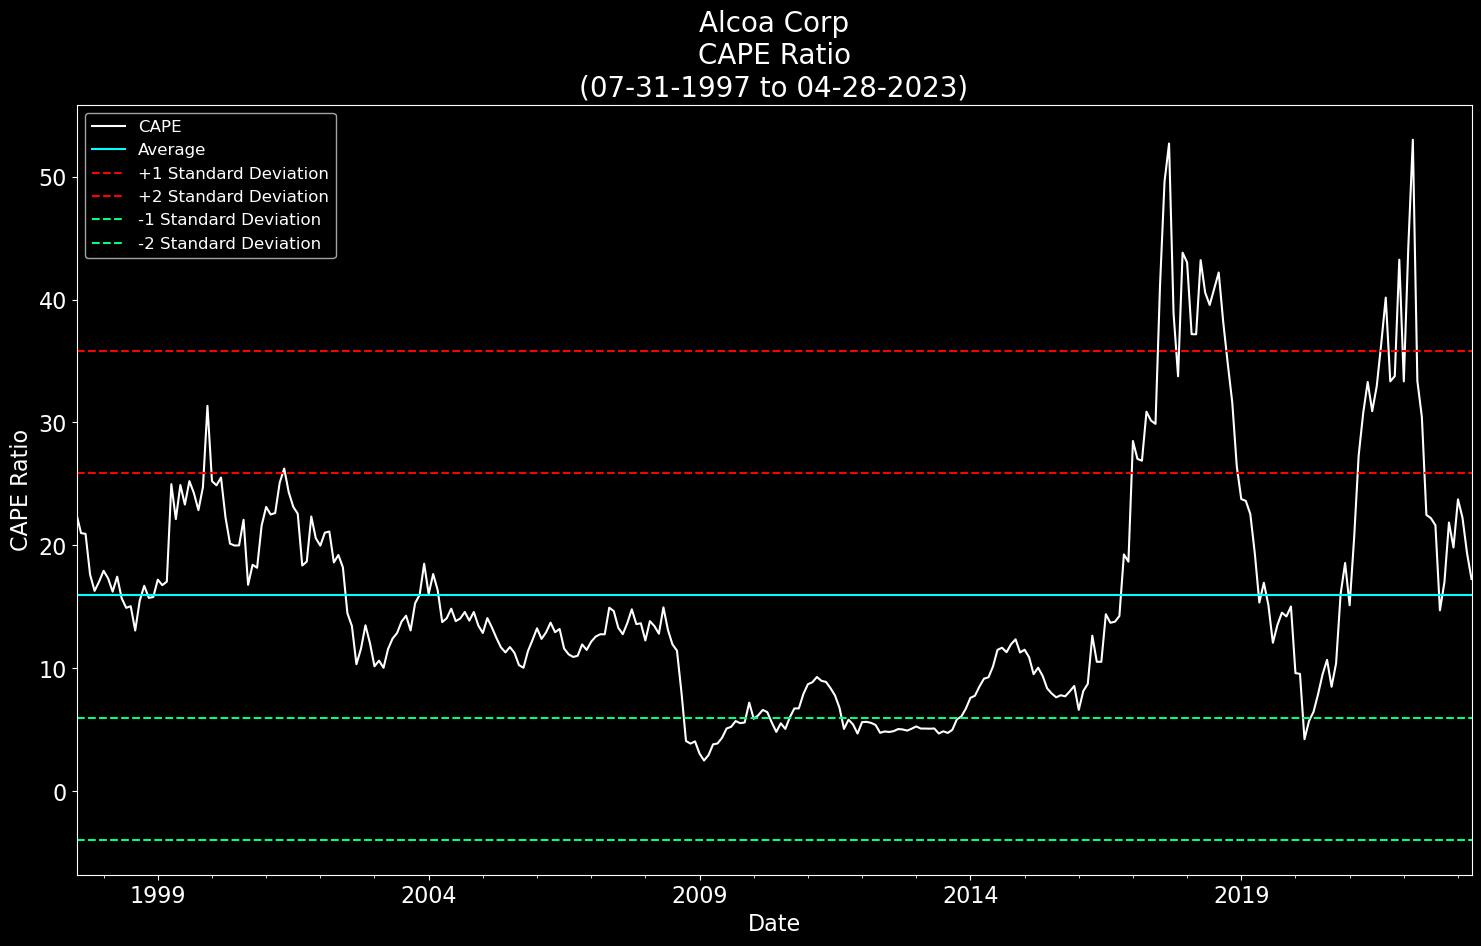 Alcoa Corp
CAPE Ratio
(07-31-1997 to 04-28-2023)
CAPE
Average
+1 Standard Deviation
+2 Standard Deviation
-1 Standard Deviation
-2 Standard Deviation
50
40
30
20
10
0
CAPE Ratio
1999 2004 2009 2014 2019
Date